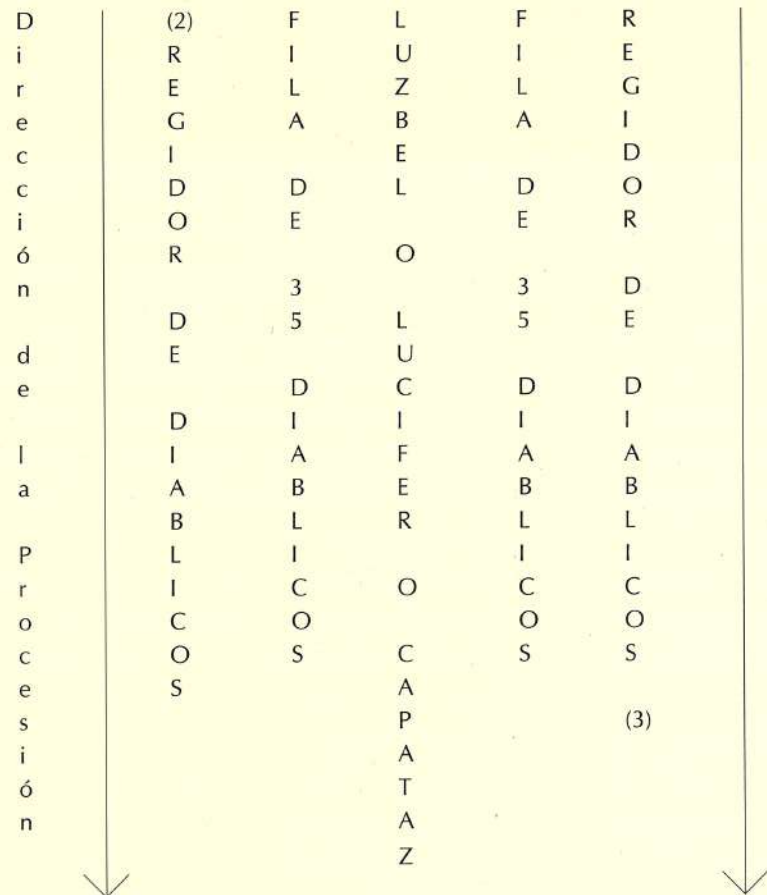 Dirección de la Procesión
(2) REGIDOR DE DIABLICOS
FILA DE 35 DIABLICOS
LUZBEL O LUCIFER O CAPATAZ
FILA DE 35 DIABLICOS
REGIDOR DE DIABLICOS (3)